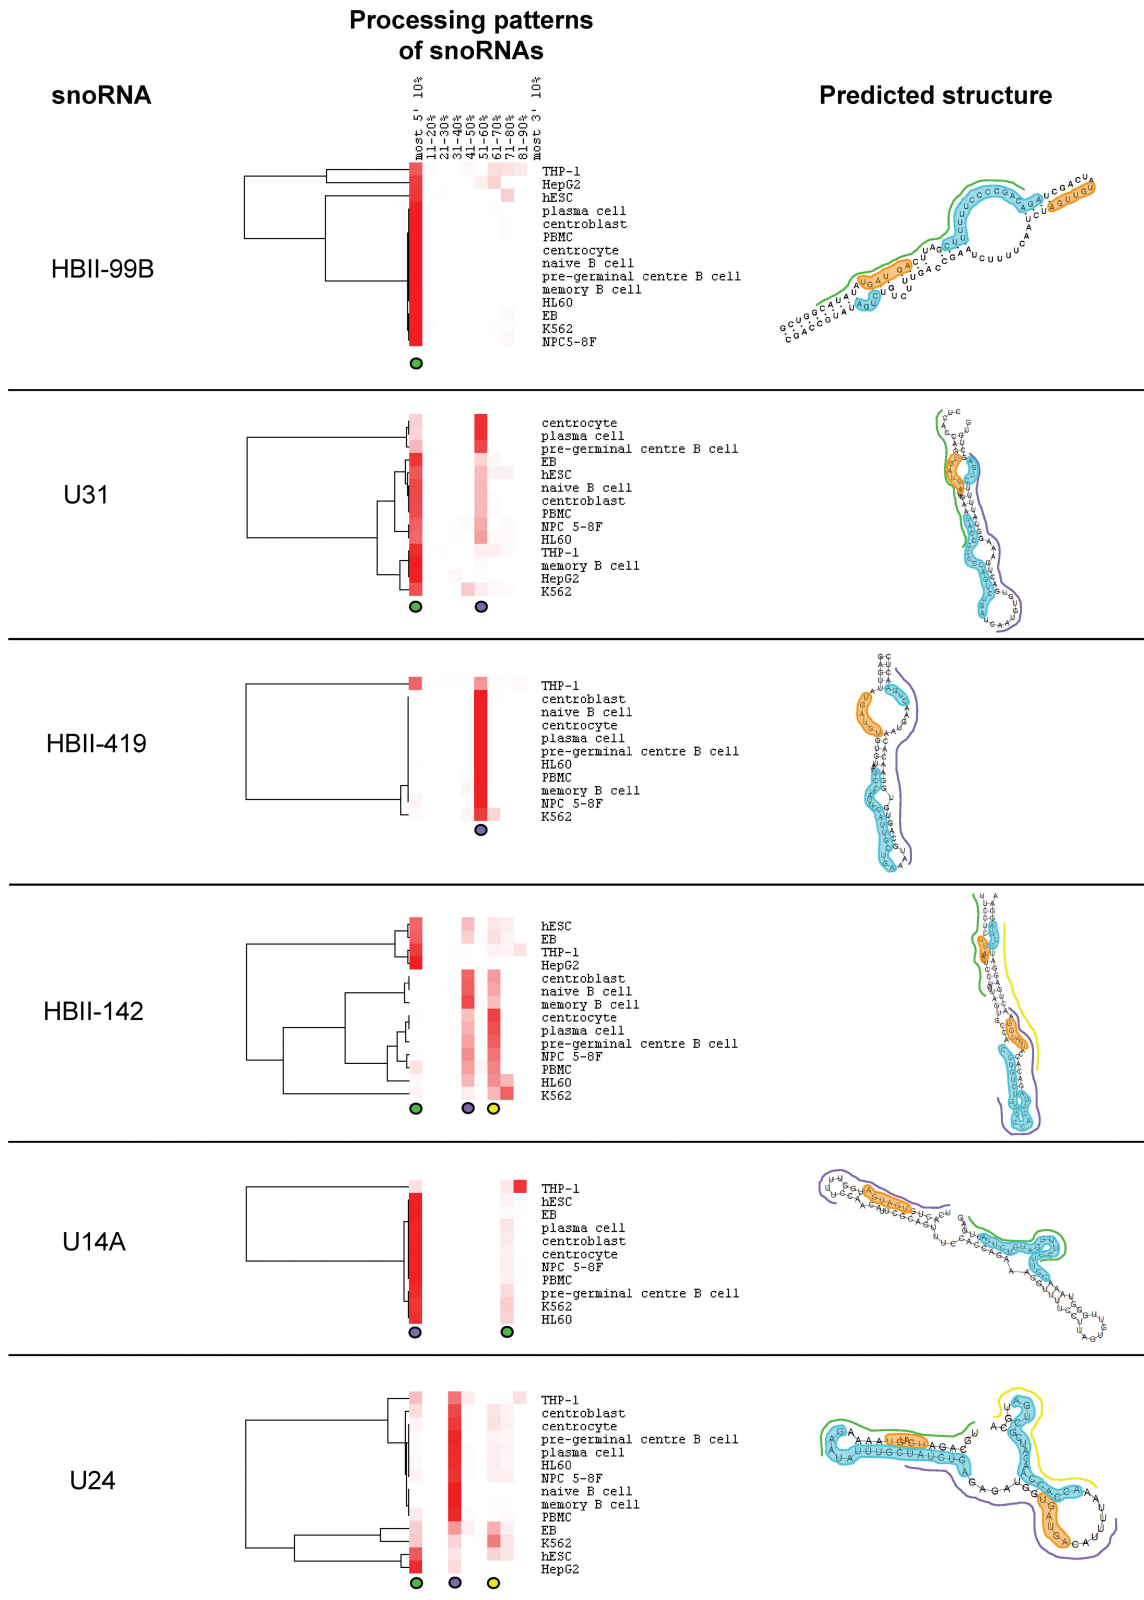 Processing patterns
of snoRNAs
snoRNA
Predicted structure
most 5' 10%
11-20%
21-30%
31-40%
41-50%
51-60%
61-70%
71-80%
81-90%
most 3' 10%
HBII-99B
THP-1
HepG2
hESC
plasma cell
centroblast
PBMC
centrocyte
naive B cell
pre-germinal centre B cell
memory B cell
HL60
EB
K562
NPC5-8F
U31
centrocyte
plasma cell
pre-germinal centre B cell
EB
hESC
naive B cell
centroblast
PBMC
NPC 5-8F
HL60
THP-1
memory B cell
HepG2
K562
HBII-419
THP-1
centroblast
naive B cell
centrocyte
plasma cell
pre-germinal centre B cell
HL60
PBMC
memory B cell
NPC 5-8F
K562
HBII-142
hESC
EB
THP-1
HepG2
centroblast
naive B cell
memory B cell
centrocyte
plasma cell
pre-germinal centre B cell
NPC 5-8F
PBMC
HL60
K562
U14A
THP-1
hESC
EB
plasma cell
centroblast
centrocyte
NPC 5-8F
PBMC
pre-germinal centre B cell
K562
HL60
U24
THP-1
centroblast
centrocyte
pre-germinal centre B cell
plasma cell
HL60
NPC 5-8F
naive B cell
memory B cell
PBMC
EB
K562
hESC
HepG2